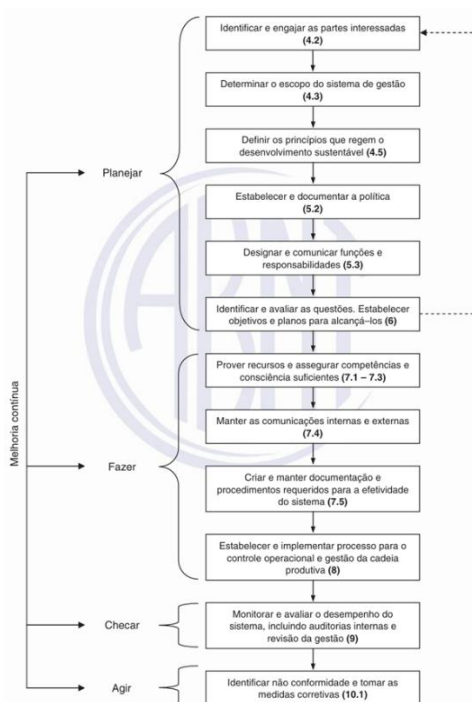 Identificar e engajar as partes interessadas
(4.2)
Determinar o escopo do sistema de gestão
(4.3)
Definir os princípios que regem o
desenvolvimento sustentável (4.5)
Planejar
Estabelecer e documentar a política
(5.2)
Designar e comunicar funções e
responsabilidades (5.3)
Identificar e avaliar as questões. Estabelecer
objetivos e planos para alcançá–los (6)
Melhoria contínua
Prover recursos e assegurar competências e
consciência suficientes (7.1 – 7.3)
Manter as comunicações internas e externas
(7.4)
Fazer
Criar e manter documentação e
procedimentos requeridos para a efetividade
do sistema (7.5)
Estabelecer e implementar processo para o
controle operacional e gestão da cadeia
produtiva (8)
Checar
Monitorar e avaliar o desempenho do
sistema, incluindo auditorias internas e
revisão da gestão (9)
Agir
Identificar não conformidade e tomar as
medidas corretivas (10.1)